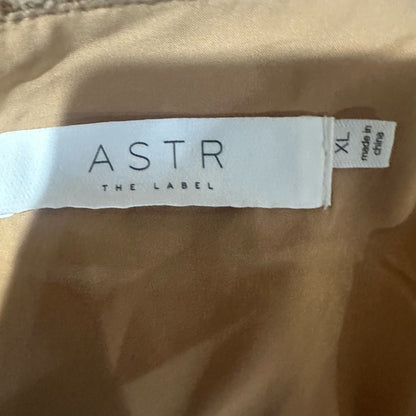 ASTR
THE LABEL
XL
made in
china